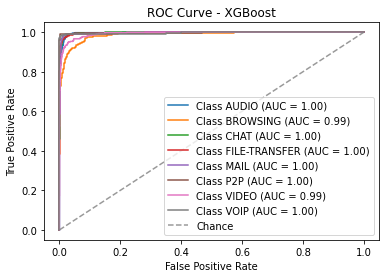 ROC Curve - XGBoost
True Positive Rate
1.0
0.8
0.6
0.4
0.2
0.0
Class AUDIO (AUC = 1.00)
Class BROWSING (AUC = 0.99)
Class CHAT (AUC = 1.00)
Class FILE-TRANSFER (AUC = 1.00)
Class MAIL (AUC = 1.00)
Class P2P (AUC = 1.00)
Class VIDEO (AUC = 0.99)
Class VOIP (AUC = 1.00)
Chance
0.0 0.2 0.4 0.6 0.8 1.0
False Positive Rate